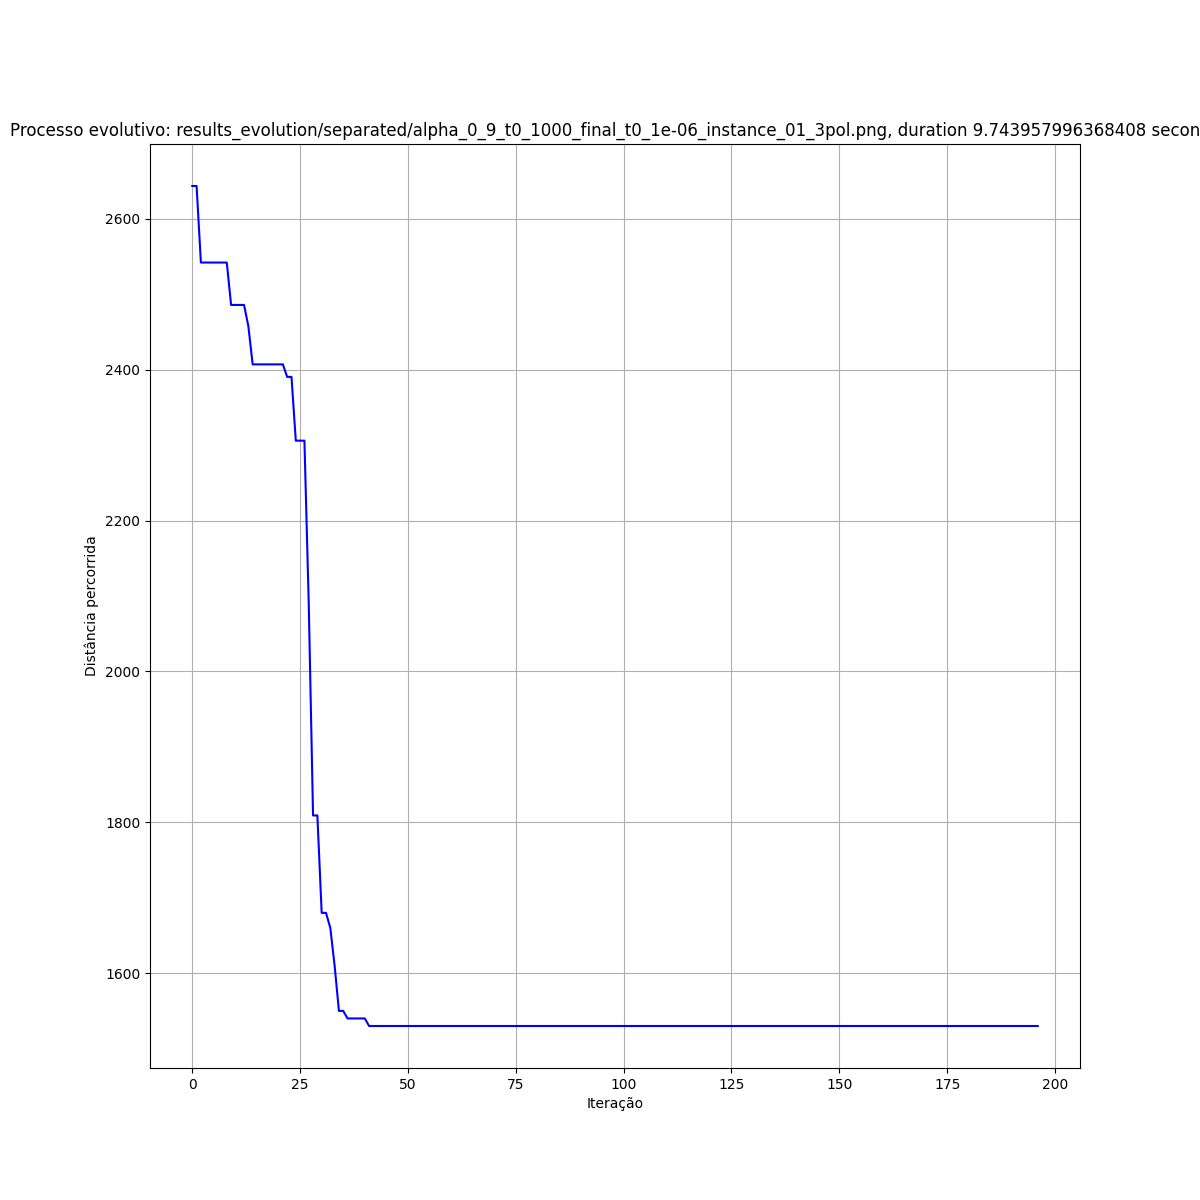 Processo evolutivo: results_evolution/separated/alpha_0_9_t0_1000_final_t0_1e-06_instance_01_3pol.png, duration 9.743957996368408 secon
2600
2400
2200
2000
1800
1600
Distância percorrida
0 25 50 75 100 125 150 175 200
Iteração